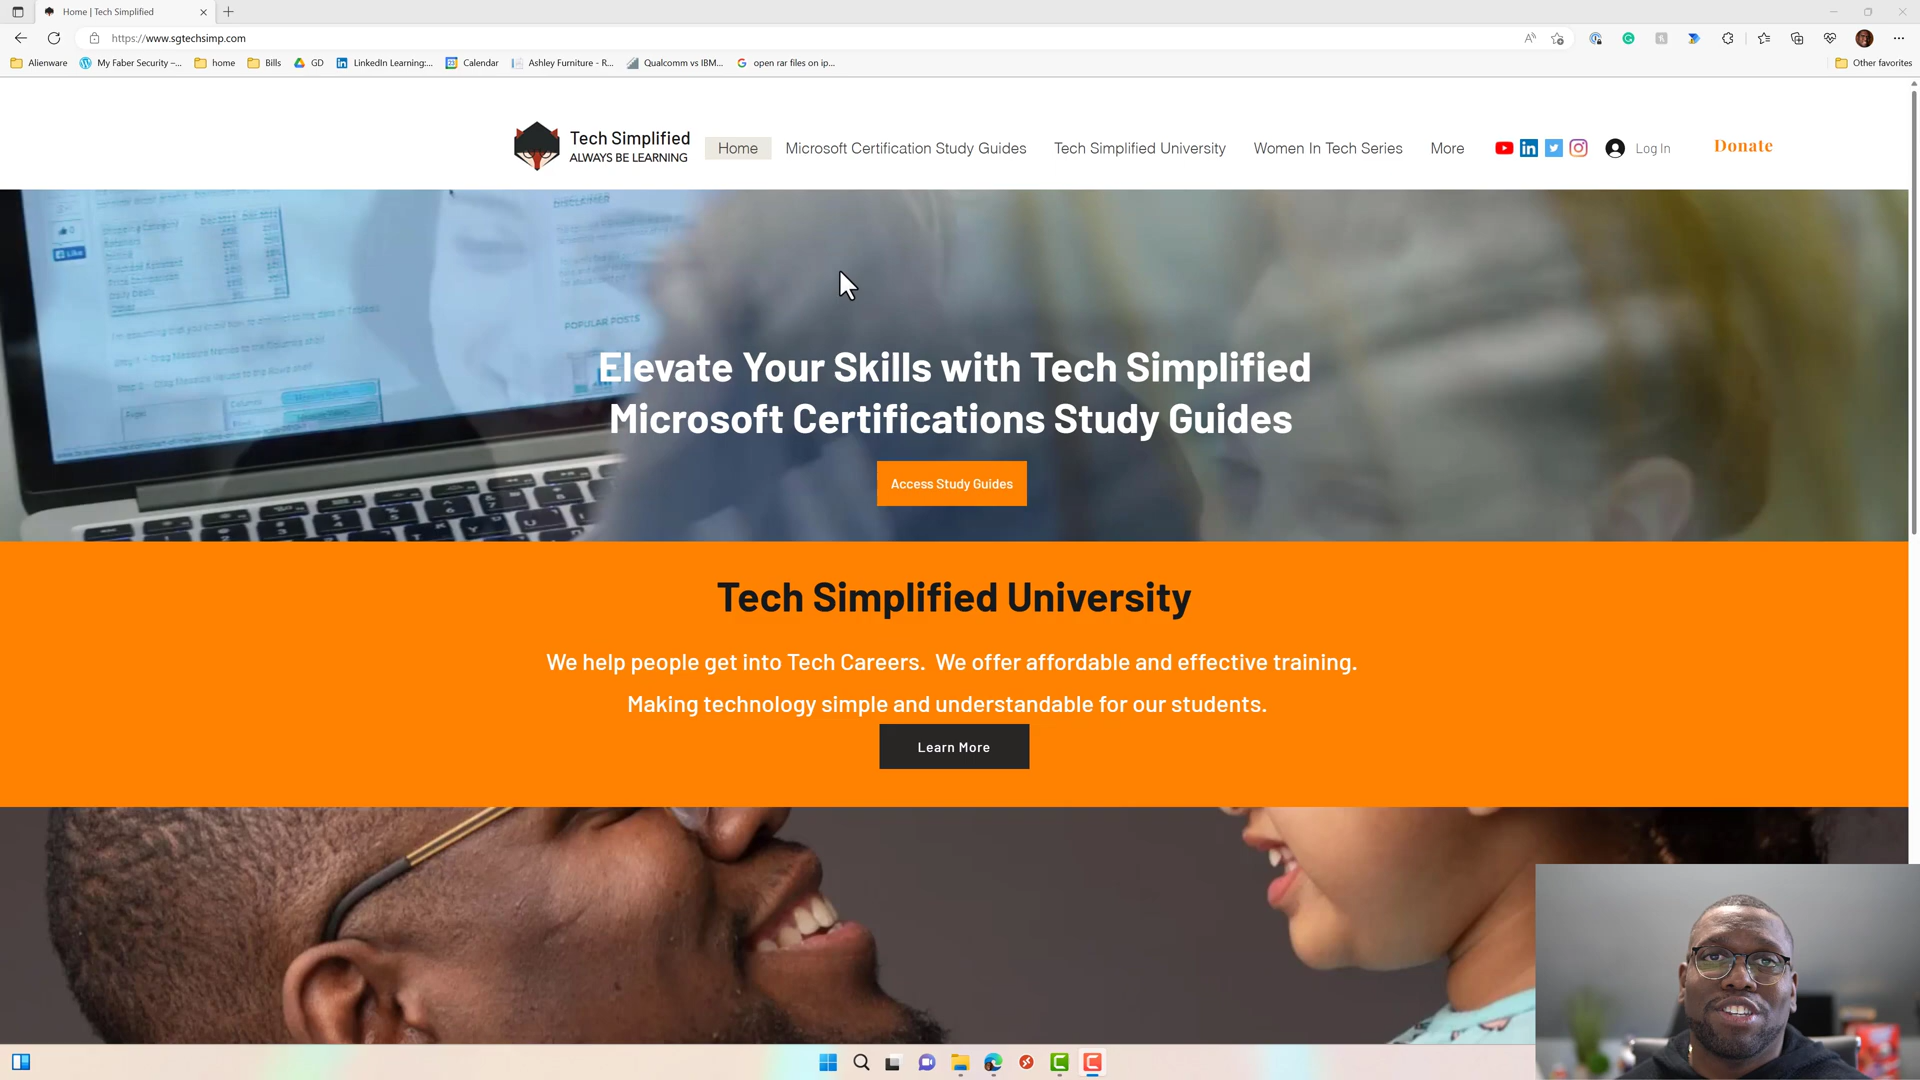 Home | Tech Simplified
https://www.sgtechsimp.com
Alienware
My Faber Security –...
home
Bills
GD
LinkedIn Learning:...
Calendar
Ashley Furniture - R...
Qualcomm vs IBM...
open rar files on ip...
Other favorites
Tech Simplified
ALWAYS BE LEARNING
Home
Microsoft Certification Study Guides
Tech Simplified University
Women In Tech Series
More
Log In
Donate
DISCLAIMER
Like
POPULAR POSTS
Elevate Your Skills with Tech Simplified
Microsoft Certifications Study Guides
Access Study Guides
Tech Simplified University
We help people get into Tech Careers. We offer affordable and effective training.
Making technology simple and understandable for our students.
Learn More